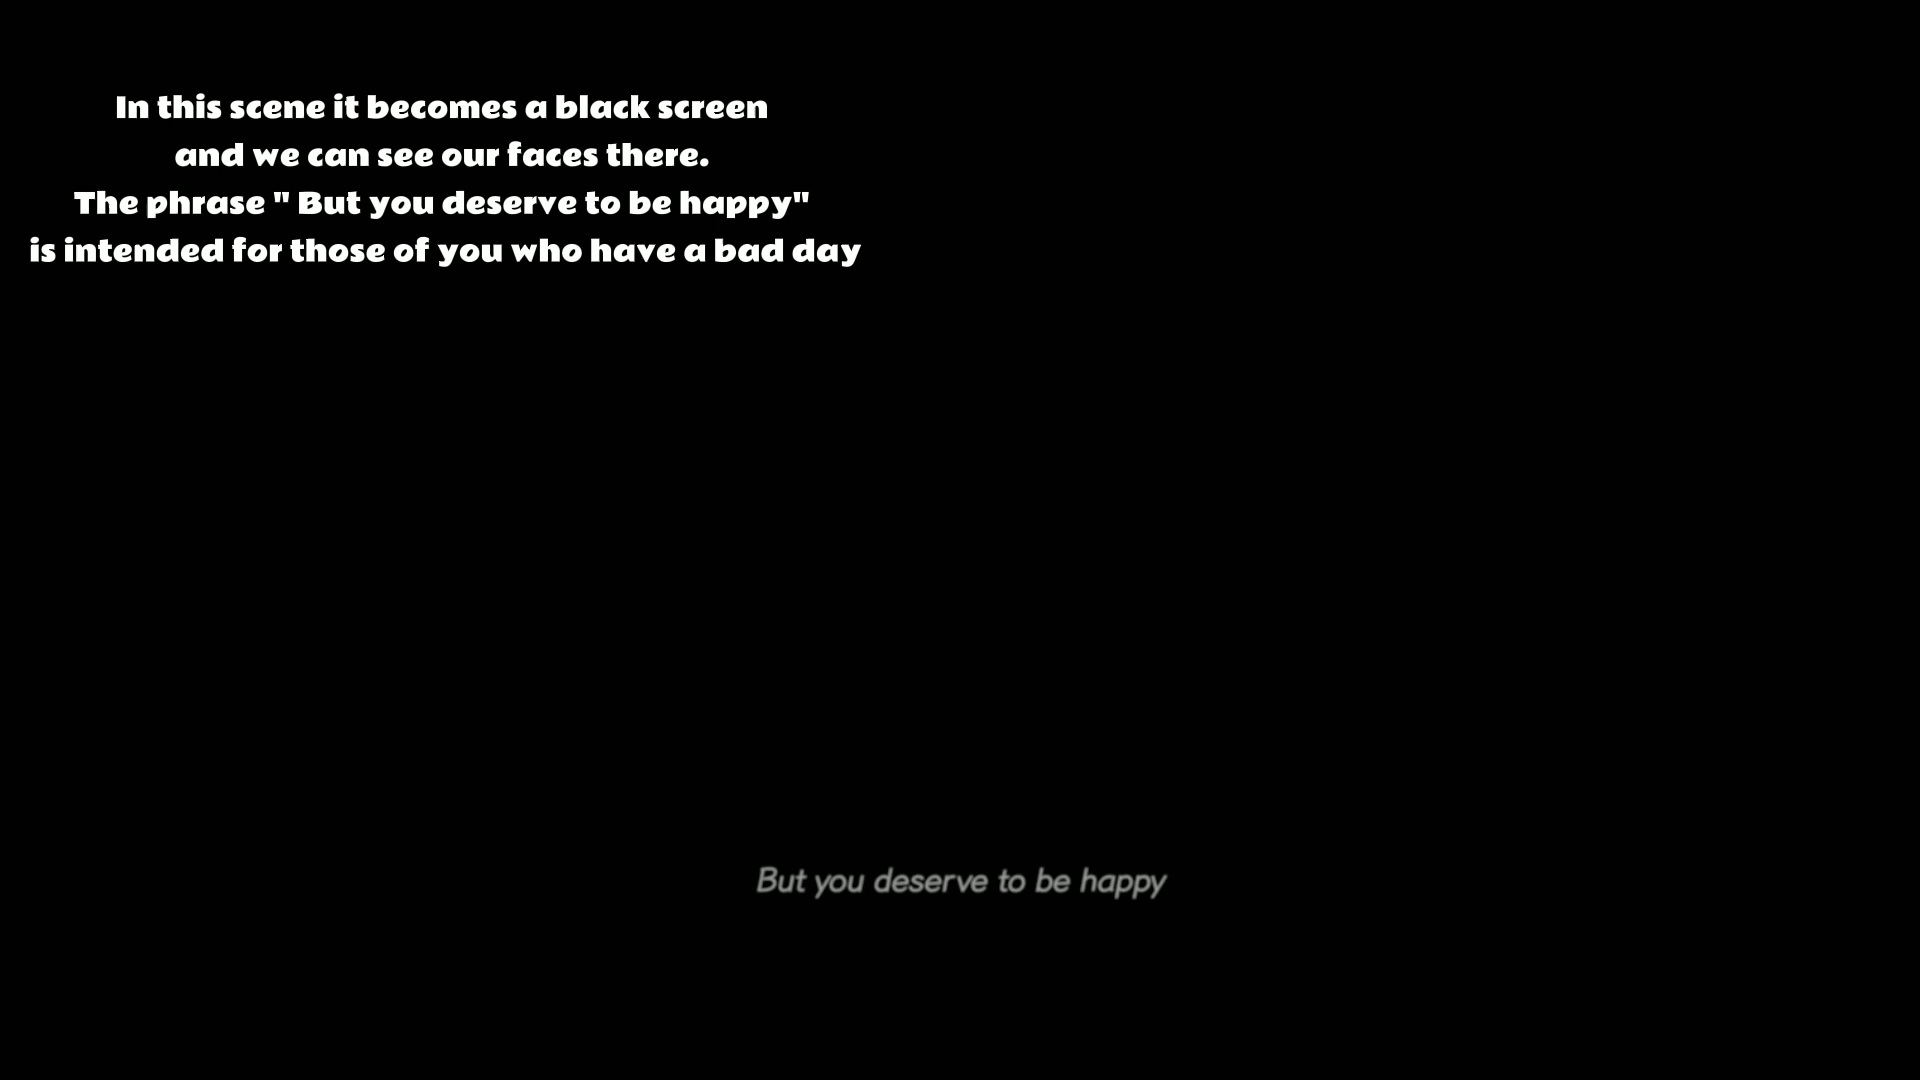 In this scene it becomes a black screen
and we can see our faces there.
The phrase " But you deserve to be happy"
is intended for those of you who have a bad day
But you deserve to be happy